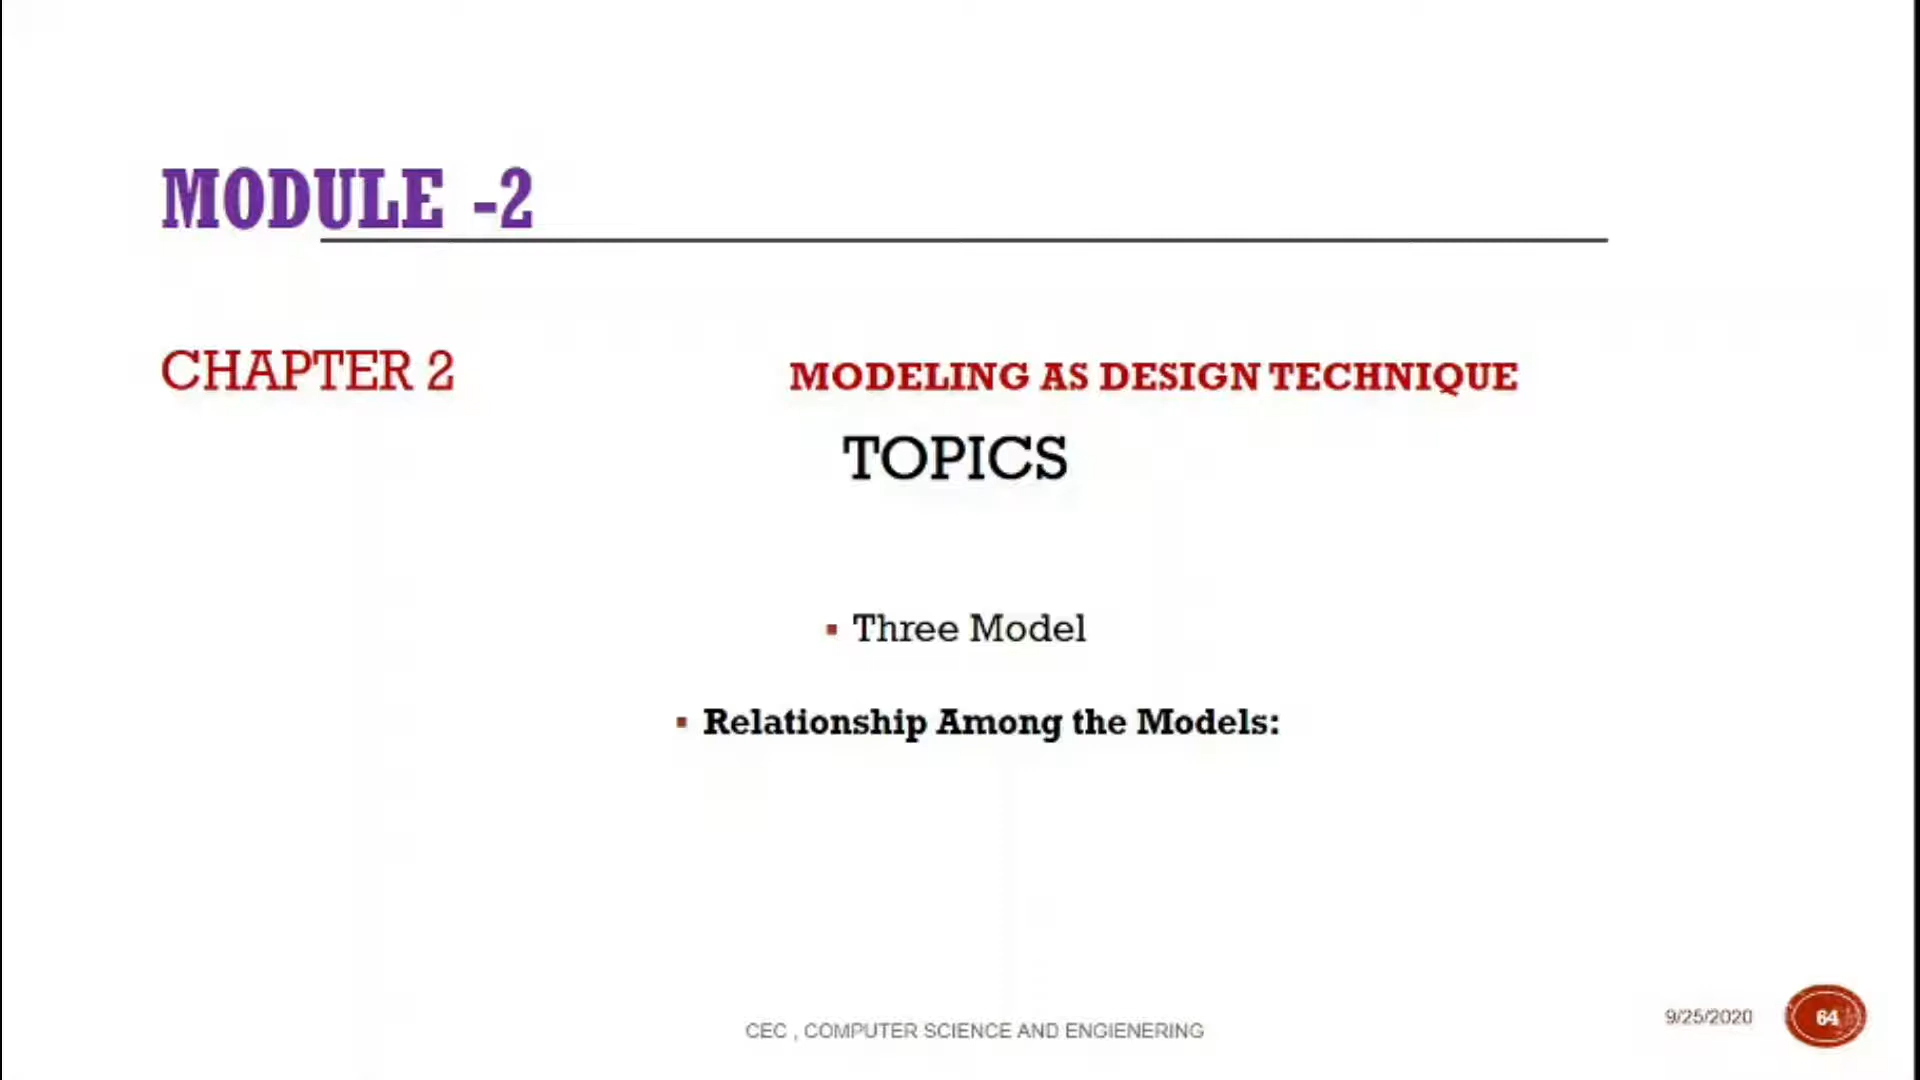 MODULE -2
CHAPTER 2
MODELING AS DESIGN TECHNIQUE
TOPICS
▪ Three Model
▪ Relationship Among the Models:
CEC , COMPUTER SCIENCE AND ENGIENERING
9/25/2020
64